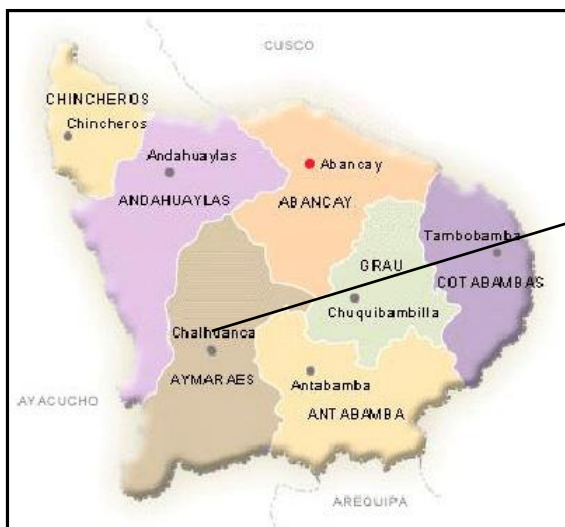 CUSCO
CHINCHEROS
Chincheros
Andahuaylas
Abancay
ANDAHUAYLAS
ABANCAY
Tambobamba
GRAU
COTABAMBAS
Chuquibambilla
Chalhuanca
AYMARAES
Antabamba
AYACUCHO
ANTABAMBA
AREQUIPA